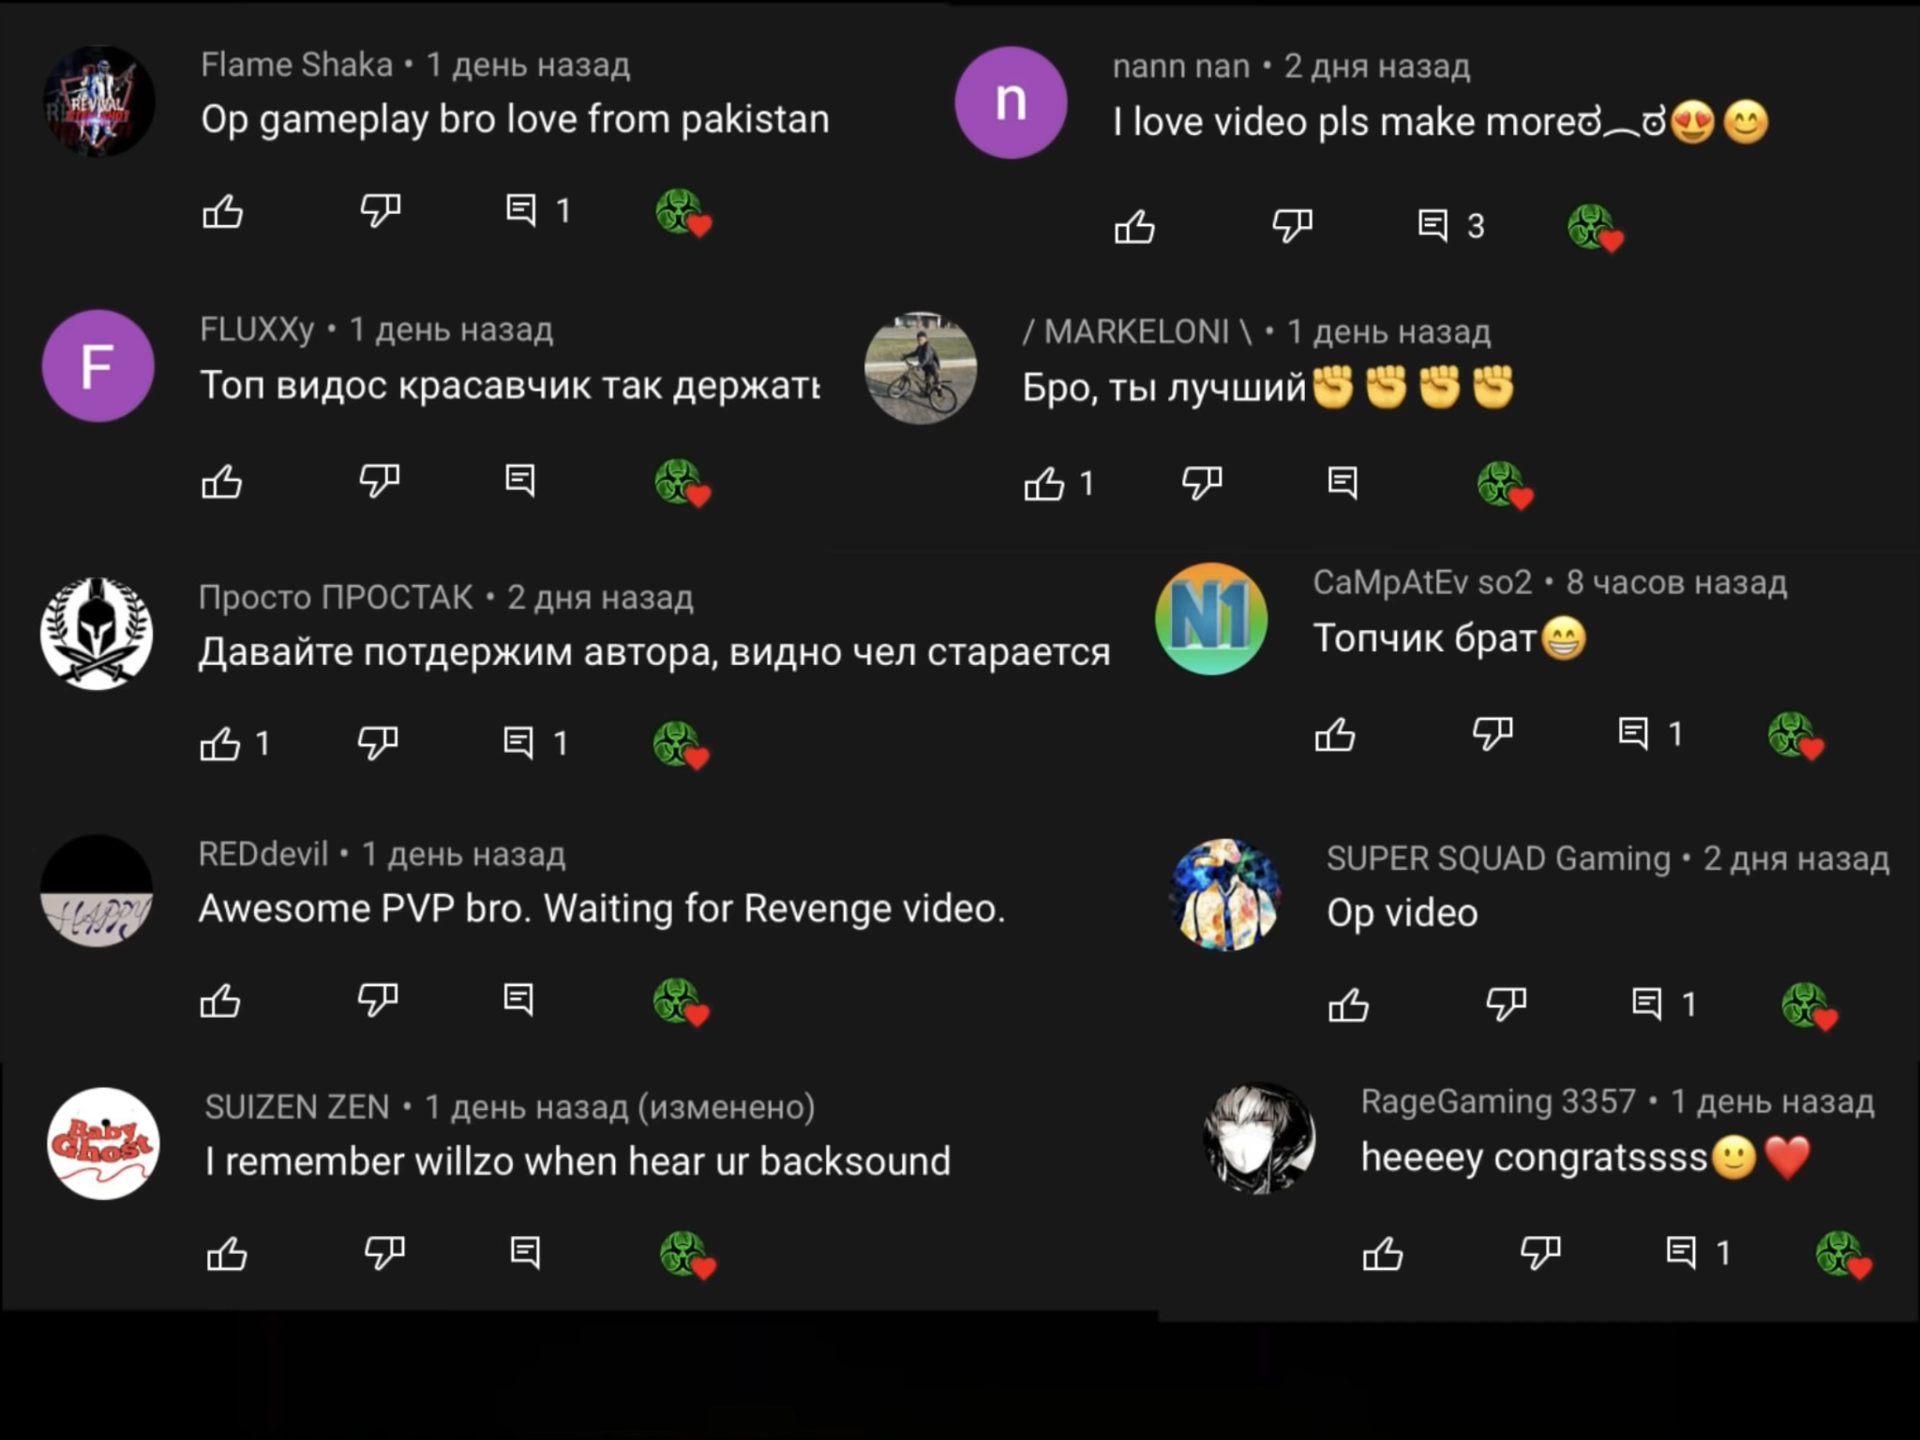 Flame Shaka • 1 день назад
Op gameplay bro love from pakistan
1
nann nan • 2 дня назад
I love video pls make moreಠ︵ಠ😍😊
3
FLUXXy • 1 день назад
Топ видос красавчик так держать
/ MARKELONI \ • 1 день назад
Бро, ты лучший✊✊✊✊
1
Просто ПРОСТАК • 2 дня назад
Давайте потдержим автора, видно чел старается
1 1
CaMpAtEv so2 • 8 часов назад
Топчик брат😁
1
REDdevil • 1 день назад
Awesome PVP bro. Waiting for Revenge video.
SUPER SQUAD Gaming • 2 дня назад
Op video
1
SUIZEN ZEN • 1 день назад (изменено)
I remember willzo when hear ur backsound
RageGaming 3357 • 1 день назад
heeeey congratssss🙂❤️
1
REVIVAL
n
F
N1
HAPPY
Baby
Ghost